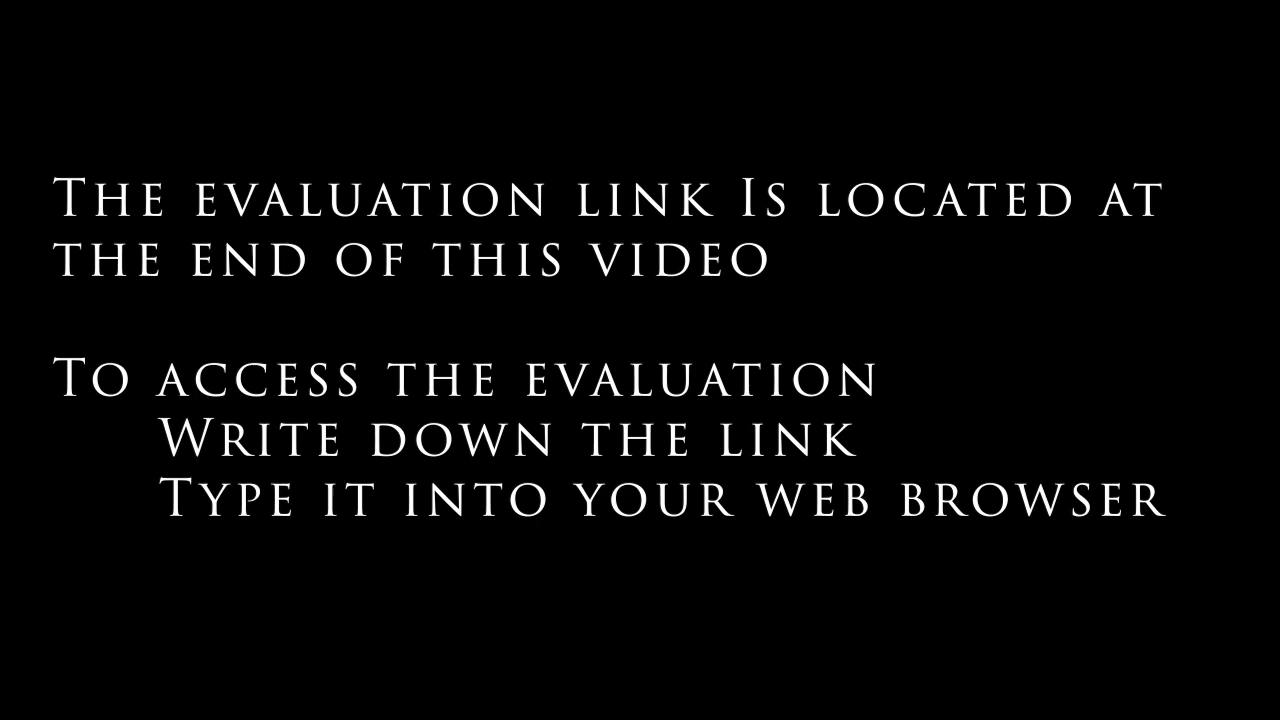 The evaluation link Is located at
the end of this video
To access the evaluation
Write down the link
Type it into your web browser